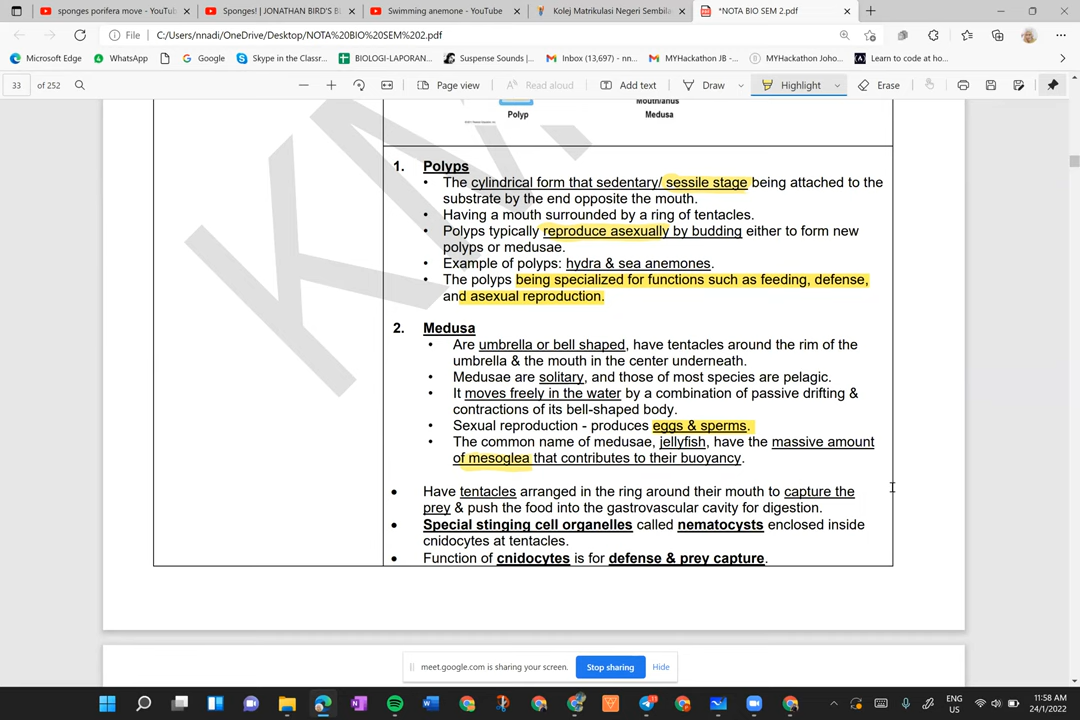 sponges porifera move - YouTu
Sponges! | JONATHAN BIRD'S B
Swimming anemone - YouTube
Kolej Matrikulasi Negeri Sembila
*NOTA BIO SEM 2.pdf
File
C:/Users/nnadi/OneDrive/Desktop/NOTA%20BIO%20SEM%202.pdf
Microsoft Edge
WhatsApp
Google
Skype in the Classr...
BIOLOGI-LAPORAN...
Suspense Sounds |...
Inbox (13,697) - nn...
MYHackathon JB -...
MYHackathon Joho...
Learn to code at ho...
33 of 252
Page view
Read aloud
Add text
Draw
Highlight
Erase
Mouth/anus
Polyp
Medusa
KM
1. Polyps
• The cylindrical form that sedentary/ sessile stage being attached to the
substrate by the end opposite the mouth.
• Having a mouth surrounded by a ring of tentacles.
• Polyps typically reproduce asexually by budding either to form new
polyps or medusae.
• Example of polyps: hydra & sea anemones.
• The polyps being specialized for functions such as feeding, defense,
and asexual reproduction.
2. Medusa
• Are umbrella or bell shaped, have tentacles around the rim of the
umbrella & the mouth in the center underneath.
• Medusae are solitary, and those of most species are pelagic.
• It moves freely in the water by a combination of passive drifting &
contractions of its bell-shaped body.
• Sexual reproduction - produces eggs & sperms.
• The common name of medusae, jellyfish, have the massive amount
of mesoglea that contributes to their buoyancy.
• Have tentacles arranged in the ring around their mouth to capture the
prey & push the food into the gastrovascular cavity for digestion.
• Special stinging cell organelles called nematocysts enclosed inside
cnidocytes at tentacles.
• Function of cnidocytes is for defense & prey capture.
meet.google.com is sharing your screen.
Stop sharing
Hide
ENG
US
11:58 AM
24/1/2022